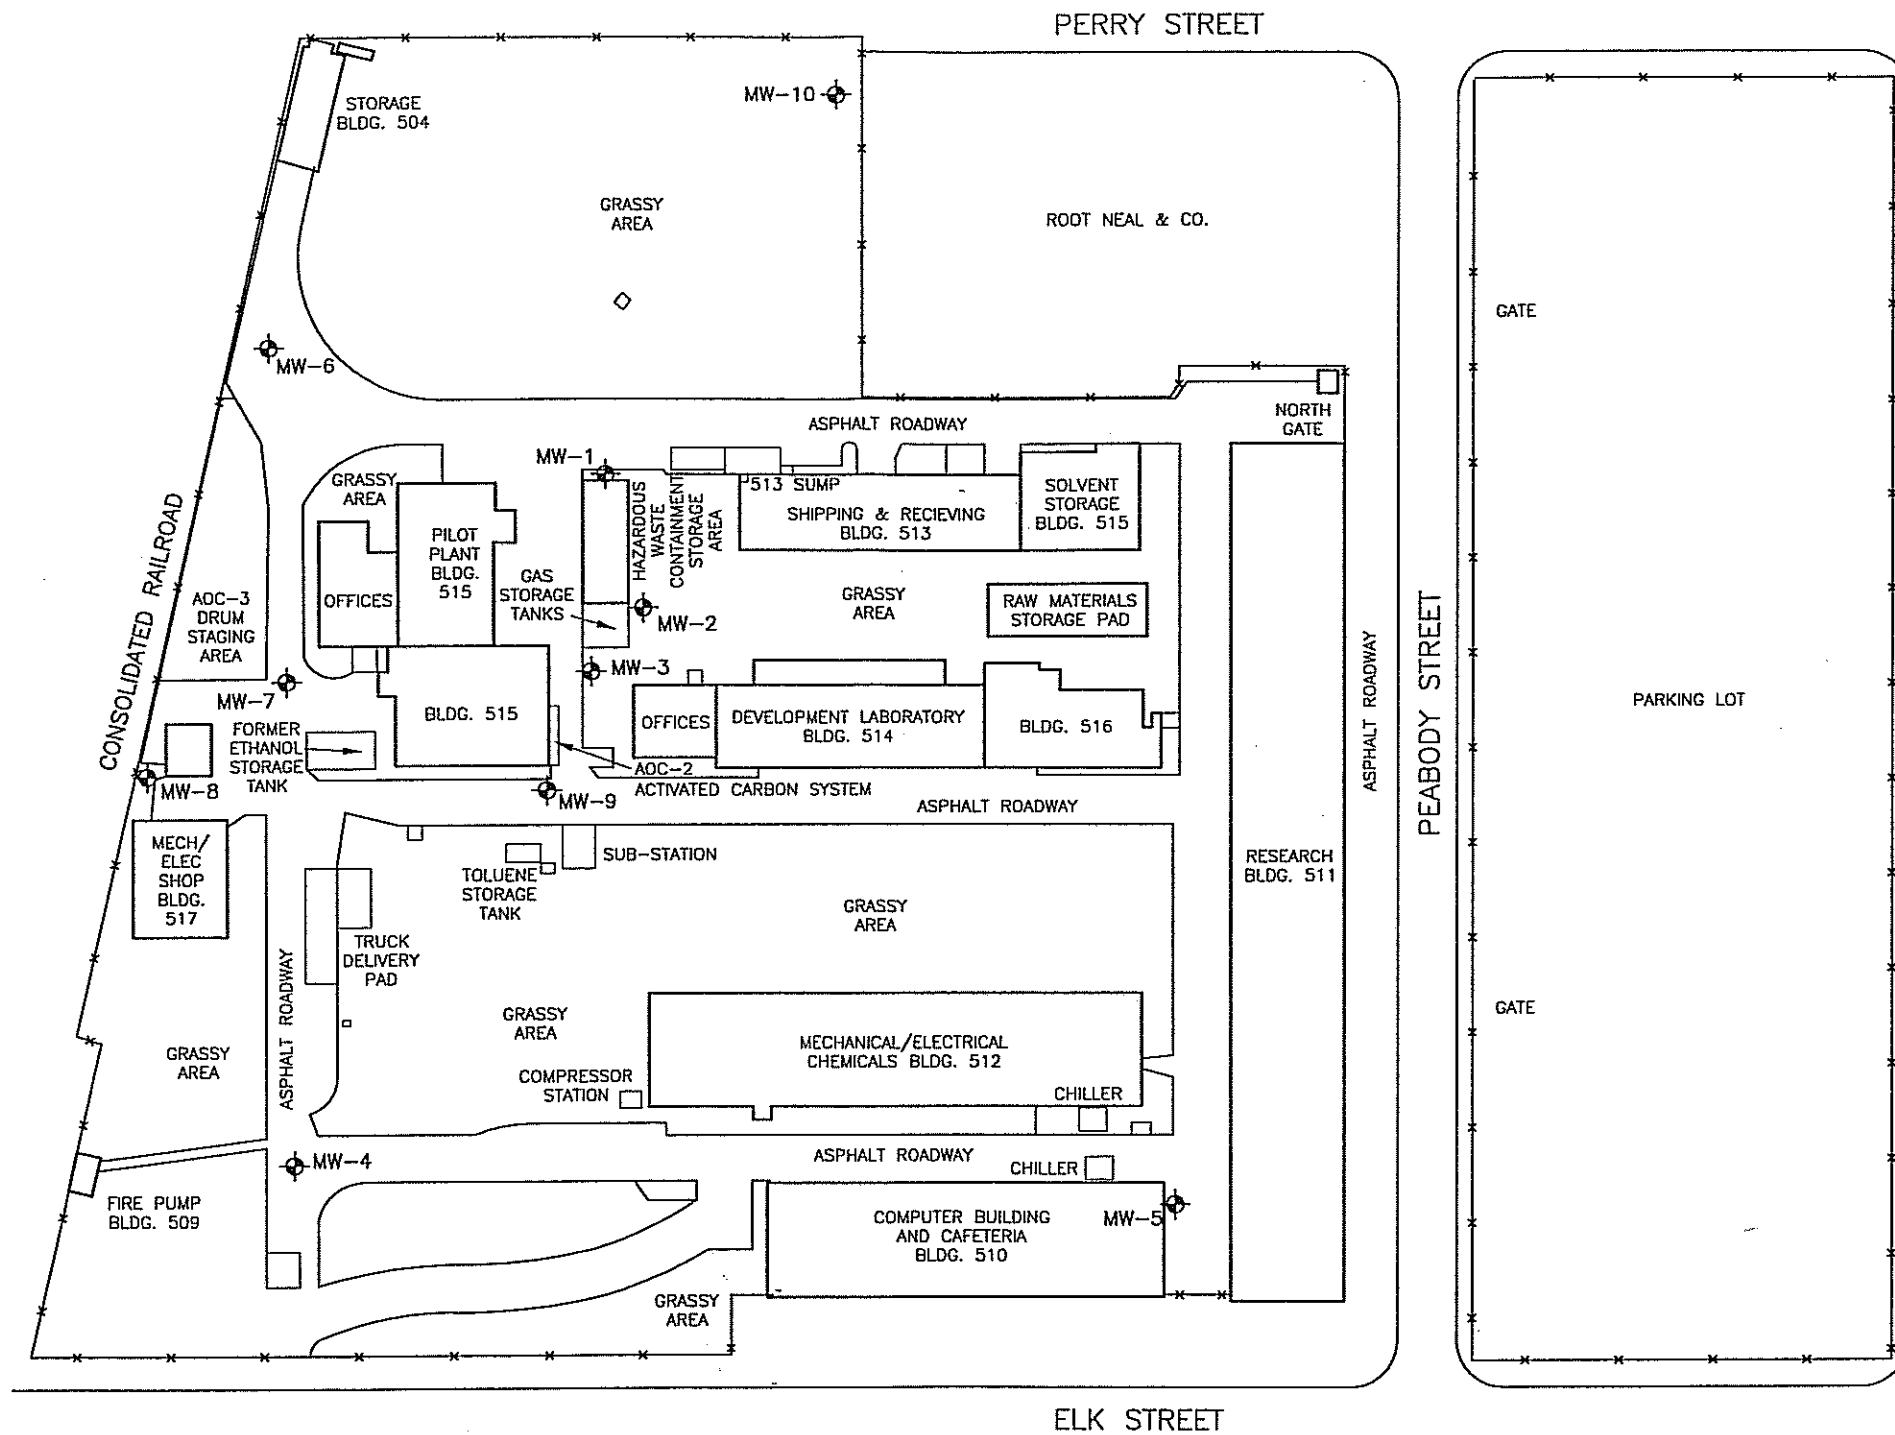 PERRY STREET
MW-10
STORAGE
BLDG. 504
GRASSY
AREA
ROOT NEAL & CO.
GATE
MW-6
NORTH
GATE
ASPHALT ROADWAY
MW-1
GRASSY
AREA
513 SUMP
HAZARDOUS
WASTE
CONTAINMENT
STORAGE
AREA
SHIPPING & RECIEVING
BLDG. 513
SOLVENT
STORAGE
BLDG. 515
PILOT
PLANT
BLDG.
515
OFFICES
GAS
STORAGE
TANKS
CONSOLIDATED RAILROAD
AOC-3
DRUM
STAGING
AREA
GRASSY
AREA
RAW MATERIALS
STORAGE PAD
MW-2
MW-3
MW-7
BLDG. 515
OFFICES
DEVELOPMENT LABORATORY
BLDG. 514
BLDG. 516
ASPHALT ROADWAY
PEABODY STREET
PARKING LOT
FORMER
ETHANOL
STORAGE
TANK
AOC-2
ACTIVATED CARBON SYSTEM
MW-8
MW-9
ASPHALT ROADWAY
MECH/
ELEC
SHOP
BLDG.
517
SUB-STATION
TOLUENE
STORAGE
TANK
RESEARCH
BLDG. 511
GRASSY
AREA
TRUCK
DELIVERY
PAD
ASPHALT ROADWAY
GRASSY
AREA
GATE
GRASSY
AREA
MECHANICAL/ELECTRICAL
CHEMICALS BLDG. 512
COMPRESSOR
STATION
CHILLER
MW-4
ASPHALT ROADWAY
CHILLER
FIRE PUMP
BLDG. 509
COMPUTER BUILDING
AND CAFETERIA
BLDG. 510
MW-5
GRASSY
AREA
ELK STREET